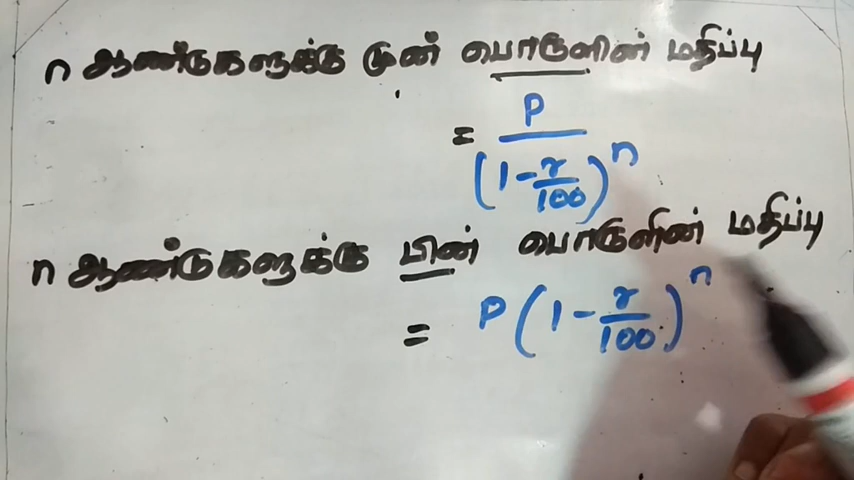 n ஆண்டுகளுக்கு முன் பொருளின் மதிப்பு
= P / (1 - r/100)^n
n ஆண்டுகளுக்கு பின் பொருளின் மதிப்பு
= P (1 - r/100)^n